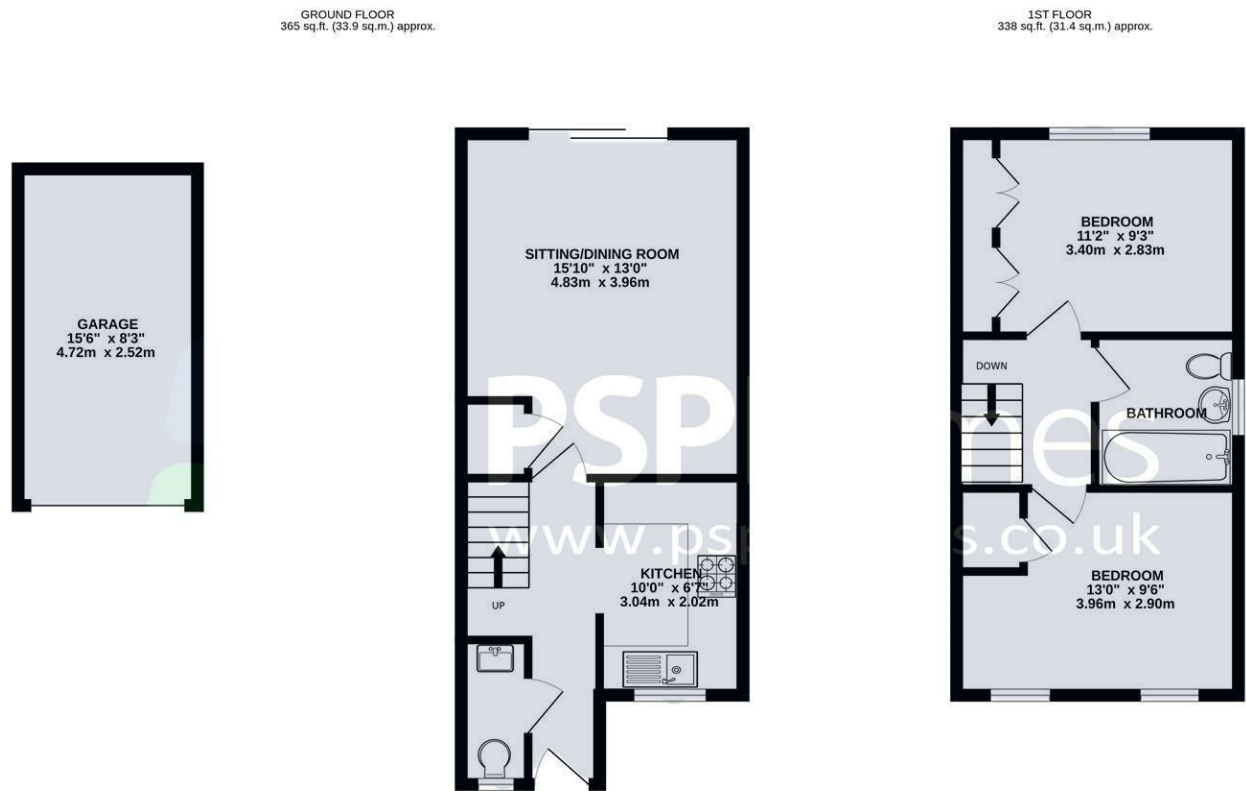 GROUND FLOOR
365 sq.ft. (33.9 sq.m.) approx.
1ST FLOOR
338 sq.ft. (31.4 sq.m.) approx.
GARAGE
15'6" x 8'3"
4.72m x 2.52m
SITTING/DINING ROOM
15'10" x 13'0"
4.83m x 3.96m
UP
KITCHEN
10'0" x 6'7"
3.04m x 2.02m
BEDROOM
11'2" x 9'3"
3.40m x 2.83m
DOWN
BATHROOM
BEDROOM
13'0" x 9'6"
3.96m x 2.90m
PSP